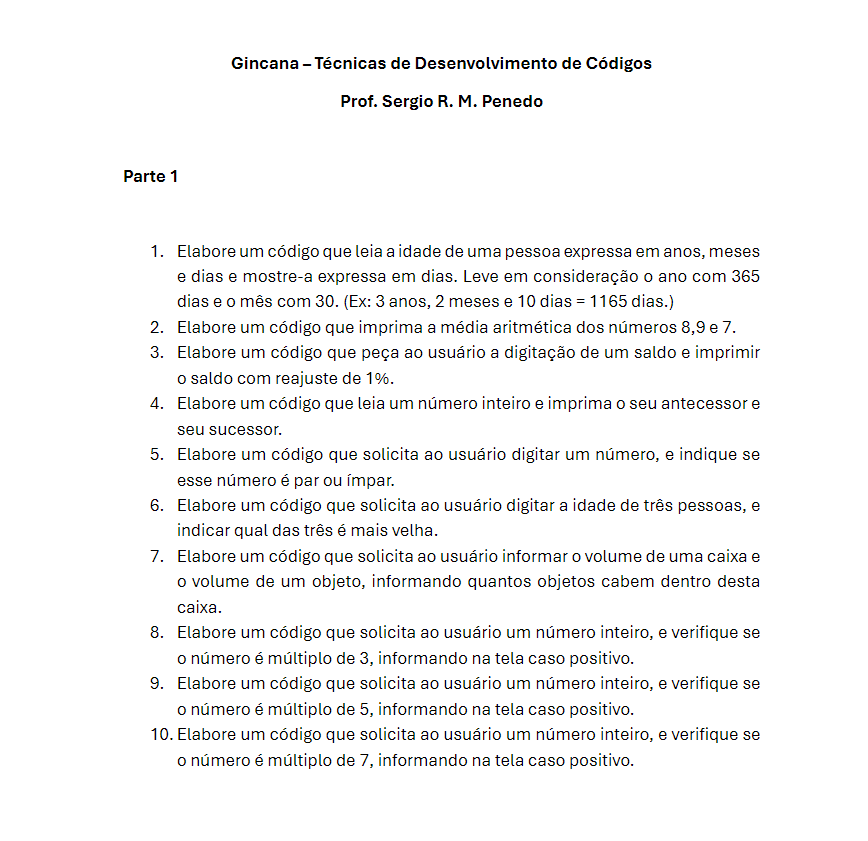 Gincana – Técnicas de Desenvolvimento de Códigos
Prof. Sergio R. M. Penedo
Parte 1
1. Elabore um código que leia a idade de uma pessoa expressa em anos, meses
e dias e mostre-a expressa em dias. Leve em consideração o ano com 365
dias e o mês com 30. (Ex: 3 anos, 2 meses e 10 dias = 1165 dias.)
2. Elabore um código que imprima a média aritmética dos números 8,9 e 7.
3. Elabore um código que peça ao usuário a digitação de um saldo e imprimir
o saldo com reajuste de 1%.
4. Elabore um código que leia um número inteiro e imprima o seu antecessor e
seu sucessor.
5. Elabore um código que solicita ao usuário digitar um número, e indique se
esse número é par ou ímpar.
6. Elabore um código que solicita ao usuário digitar a idade de três pessoas, e
indicar qual das três é mais velha.
7. Elabore um código que solicita ao usuário informar o volume de uma caixa e
o volume de um objeto, informando quantos objetos cabem dentro desta
caixa.
8. Elabore um código que solicita ao usuário um número inteiro, e verifique se
o número é múltiplo de 3, informando na tela caso positivo.
9. Elabore um código que solicita ao usuário um número inteiro, e verifique se
o número é múltiplo de 5, informando na tela caso positivo.
10. Elabore um código que solicita ao usuário um número inteiro, e verifique se
o número é múltiplo de 7, informando na tela caso positivo.